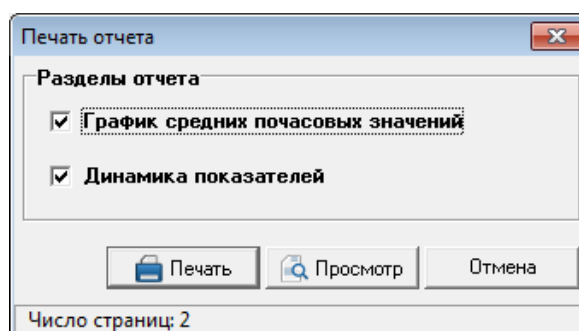 Печать отчета
Разделы отчета
График средних почасовых значений
Динамика показателей
Печать Просмотр Отмена
Число страниц: 2